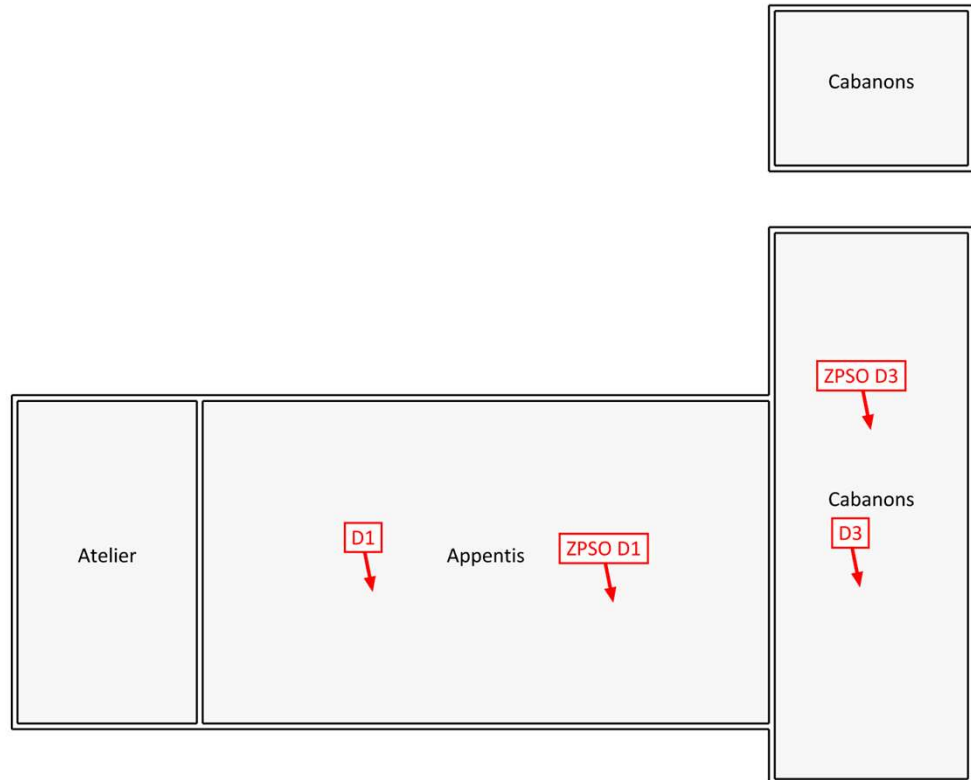 Cabanons
ZPSO D3
Cabanons
D3
D1
ZPSO D1
Appentis
Atelier